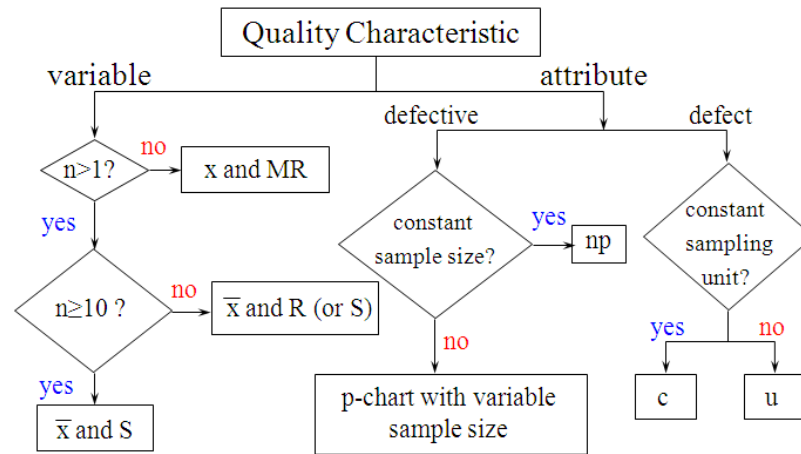 Quality Characteristic
variable
attribute
defective
defect
n>1?
no
x and MR
yes
n≥10 ?
no
x̅ and R (or S)
yes
x̅ and S
constant
sample size?
yes
np
no
p-chart with variable
sample size
constant
sampling
unit?
yes
no
c
u